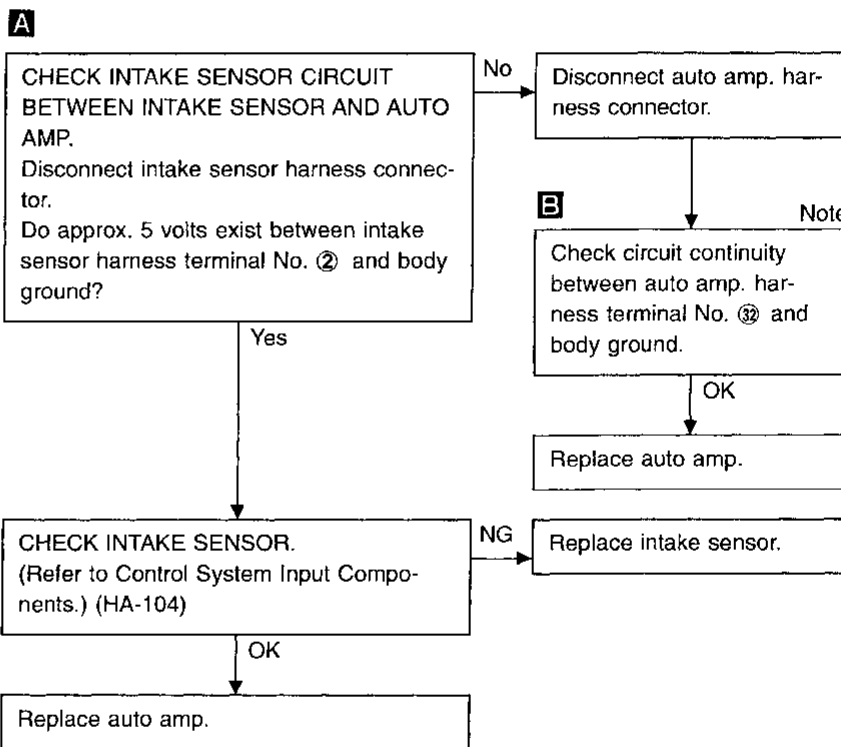 A
CHECK INTAKE SENSOR CIRCUIT
BETWEEN INTAKE SENSOR AND AUTO
AMP.
Disconnect intake sensor harness connec-
tor.
Do approx. 5 volts exist between intake
sensor harness terminal No. ② and body
ground?
No
Disconnect auto amp. har-
ness connector.
B
Note
Check circuit continuity
between auto amp. har-
ness terminal No. ㉜ and
body ground.
OK
Replace auto amp.
Yes
CHECK INTAKE SENSOR.
(Refer to Control System Input Compo-
nents.) (HA-104)
NG
Replace intake sensor.
OK
Replace auto amp.